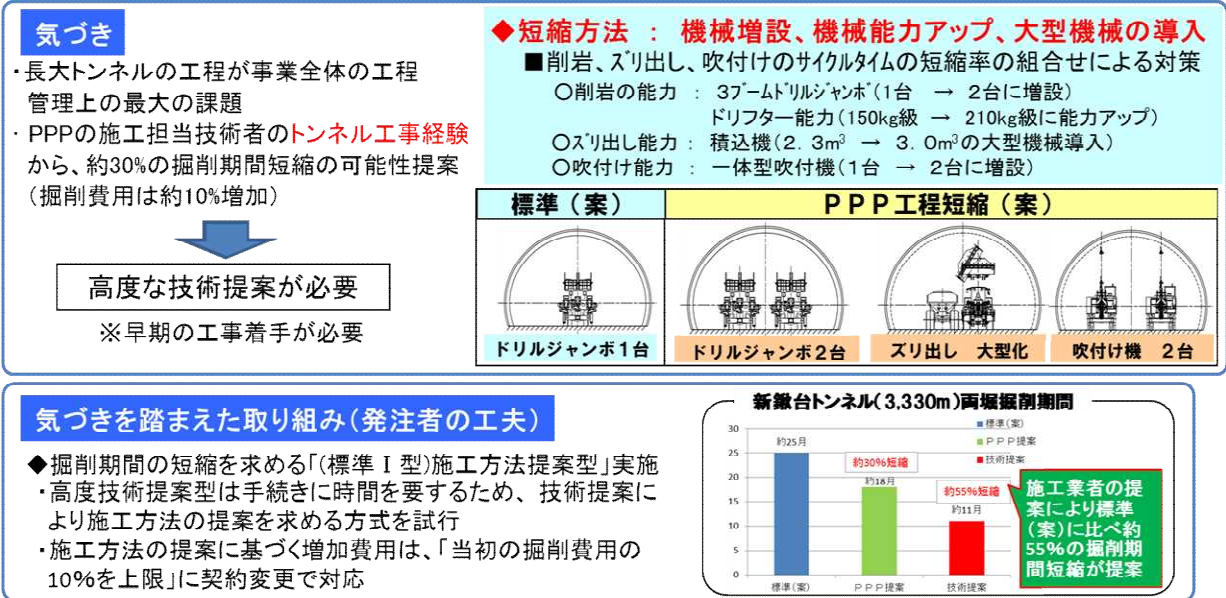 気づき
・長大トンネルの工程が事業全体の工程
管理上の最大の課題
・PPPの施工担当技術者のトンネル工事経験
から、約30%の掘削期間短縮の可能性提案
(掘削費用は約10%増加)
高度な技術提案が必要
※早期の工事着手が必要
◆短縮方法 : 機械増設、機械能力アップ、大型機械の導入
■削岩、ズリ出し、吹付けのサイクルタイムの短縮率の組合せによる対策
○削岩の能力 : 3ブームドリルジャンボ(1台 → 2台に増設)
ドリフター能力(150kg級 → 210kg級に能力アップ)
○ズリ出し能力 : 積込機(2.3m³ → 3.0m³の大型機械導入)
○吹付け能力 : 一体型吹付機(1台 → 2台に増設)
標準(案)
PPP工程短縮(案)
ドリルジャンボ1台
ドリルジャンボ2台
ズリ出し 大型化
吹付け機 2台
気づきを踏まえた取り組み(発注者の工夫)
◆掘削期間の短縮を求める「(標準Ⅰ型)施工方法提案型」実施
・高度技術提案型は手続きに時間を要するため、技術提案に
より施工方法の提案を求める方式を試行
・施工方法の提案に基づく増加費用は、「当初の掘削費用の
10%を上限」に契約変更で対応
新鍬台トンネル(3,330m)両堀掘削期間
標準(案)
PPP提案
技術提案
30
25
20
15
10
5
0
約25月
約30%短縮
約18月
約55%短縮
約11月
標準(案)
PPP提案
技術提案
施工業者の提
案により標準
(案)に比べ約
55%の掘削期
間短縮が提案